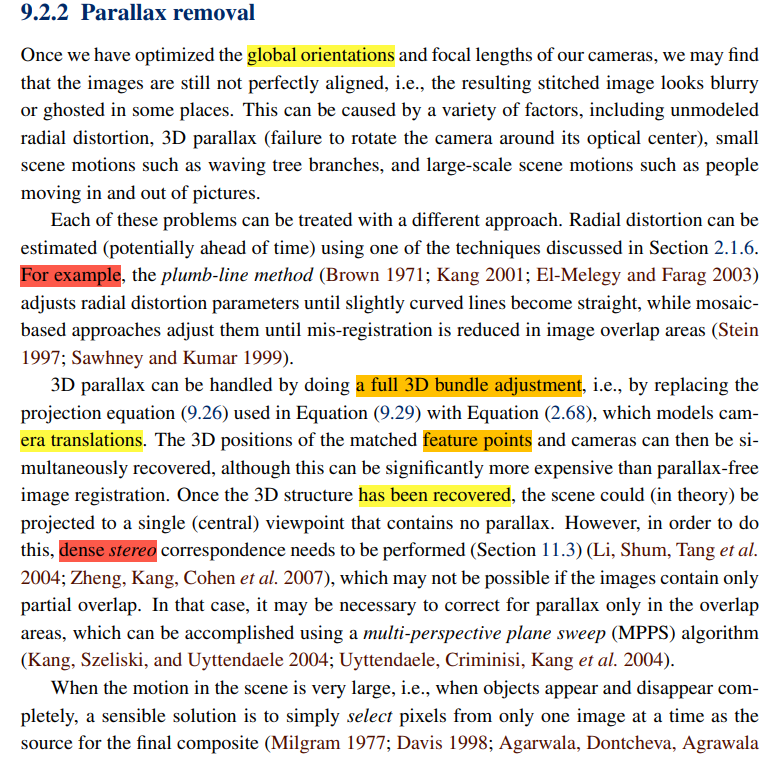 9.2.2 Parallax removal
Once we have optimized the global orientations and focal lengths of our cameras, we may find
that the images are still not perfectly aligned, i.e., the resulting stitched image looks blurry
or ghosted in some places. This can be caused by a variety of factors, including unmodeled
radial distortion, 3D parallax (failure to rotate the camera around its optical center), small
scene motions such as waving tree branches, and large-scale scene motions such as people
moving in and out of pictures.
Each of these problems can be treated with a different approach. Radial distortion can be
estimated (potentially ahead of time) using one of the techniques discussed in Section 2.1.6.
For example, the plumb-line method (Brown 1971; Kang 2001; El-Melegy and Farag 2003)
adjusts radial distortion parameters until slightly curved lines become straight, while mosaic-
based approaches adjust them until mis-registration is reduced in image overlap areas (Stein
1997; Sawhney and Kumar 1999).
3D parallax can be handled by doing a full 3D bundle adjustment, i.e., by replacing the
projection equation (9.26) used in Equation (9.29) with Equation (2.68), which models cam-
era translations. The 3D positions of the matched feature points and cameras can then be si-
multaneously recovered, although this can be significantly more expensive than parallax-free
image registration. Once the 3D structure has been recovered, the scene could (in theory) be
projected to a single (central) viewpoint that contains no parallax. However, in order to do
this, dense stereo correspondence needs to be performed (Section 11.3) (Li, Shum, Tang et al.
2004; Zheng, Kang, Cohen et al. 2007), which may not be possible if the images contain only
partial overlap. In that case, it may be necessary to correct for parallax only in the overlap
areas, which can be accomplished using a multi-perspective plane sweep (MPPS) algorithm
(Kang, Szeliski, and Uyttendaele 2004; Uyttendaele, Criminisi, Kang et al. 2004).
When the motion in the scene is very large, i.e., when objects appear and disappear com-
pletely, a sensible solution is to simply select pixels from only one image at a time as the
source for the final composite (Milgram 1977; Davis 1998; Agarwala, Dontcheva, Agrawala